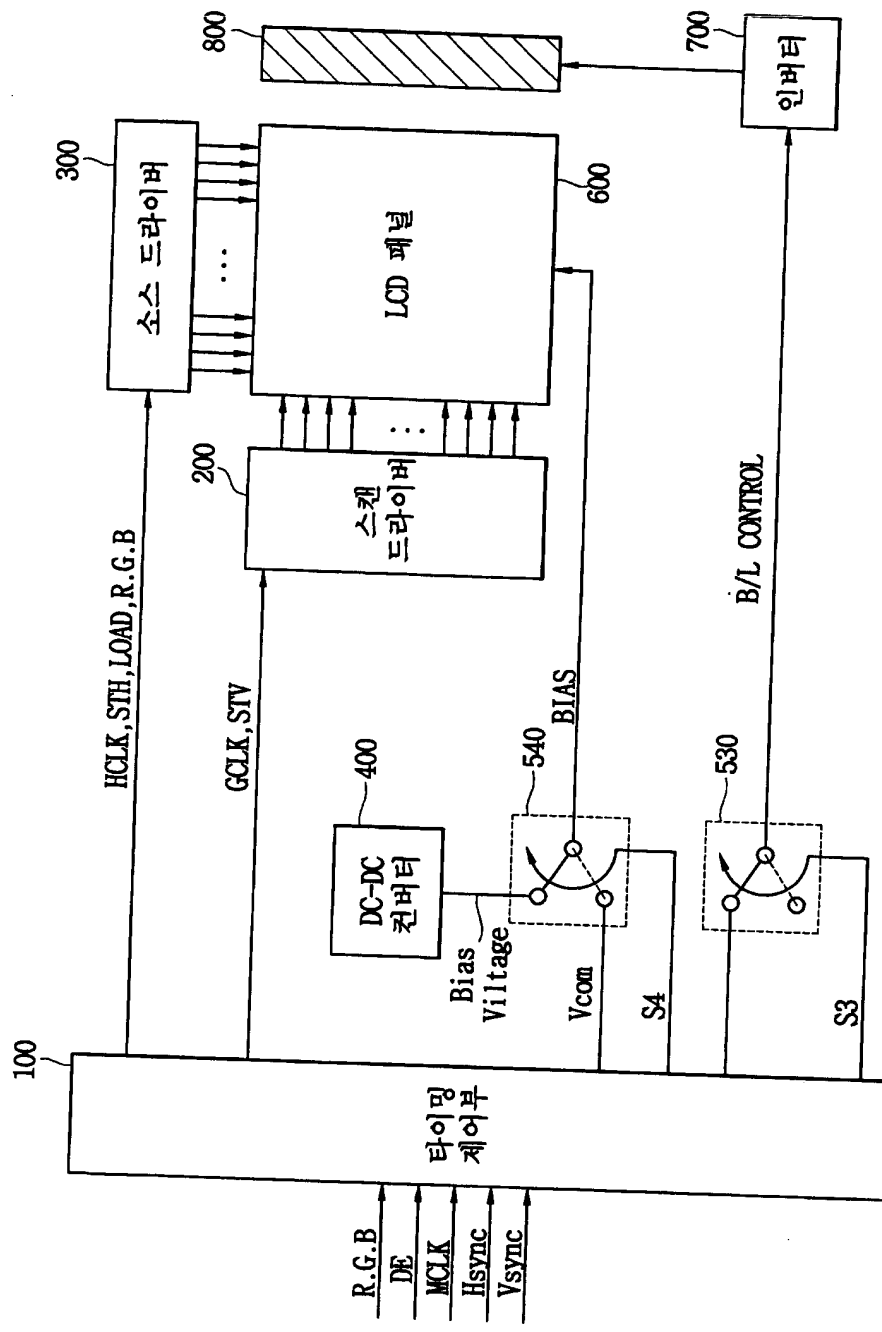 800
300
소스 드라이버
700
인버터
HCLK,STH,LOAD,R.G.B
...
LCD 패널
600
200
스캔
드라이버
...
GCLK,STV
400
DC-DC
컨버터
540
BIAS
B/L CONTROL
530
Bias
Viltage
Vcom
S4
S3
100
타이밍
제어부
R.G.B
DE
MCLK
Hsync
Vsync